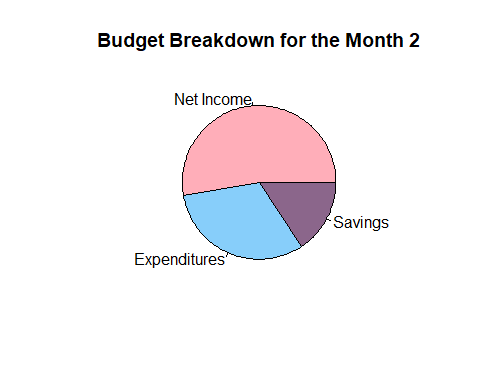 Budget Breakdown for the Month 2
Net Income
Savings
Expenditures